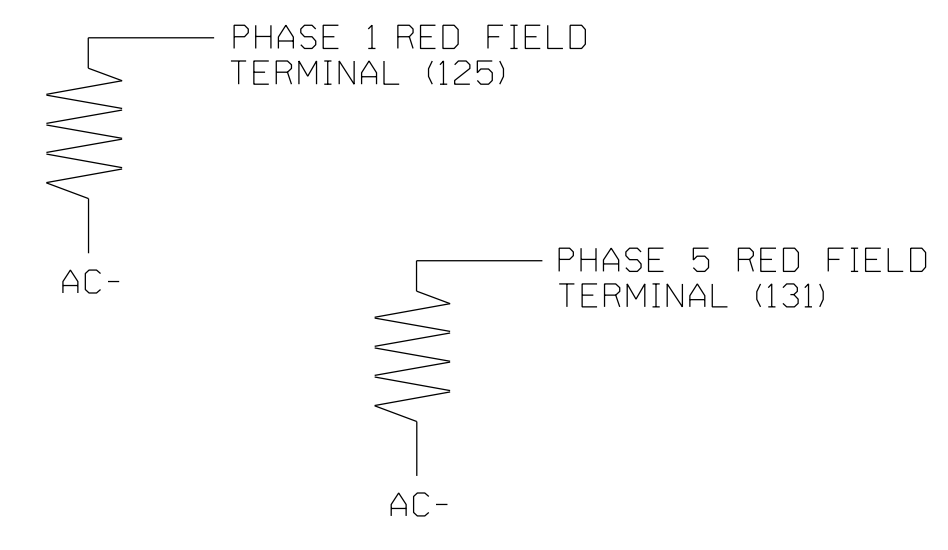 PHASE 1 RED FIELD
TERMINAL (125)
AC-
PHASE 5 RED FIELD
TERMINAL (131)
AC-